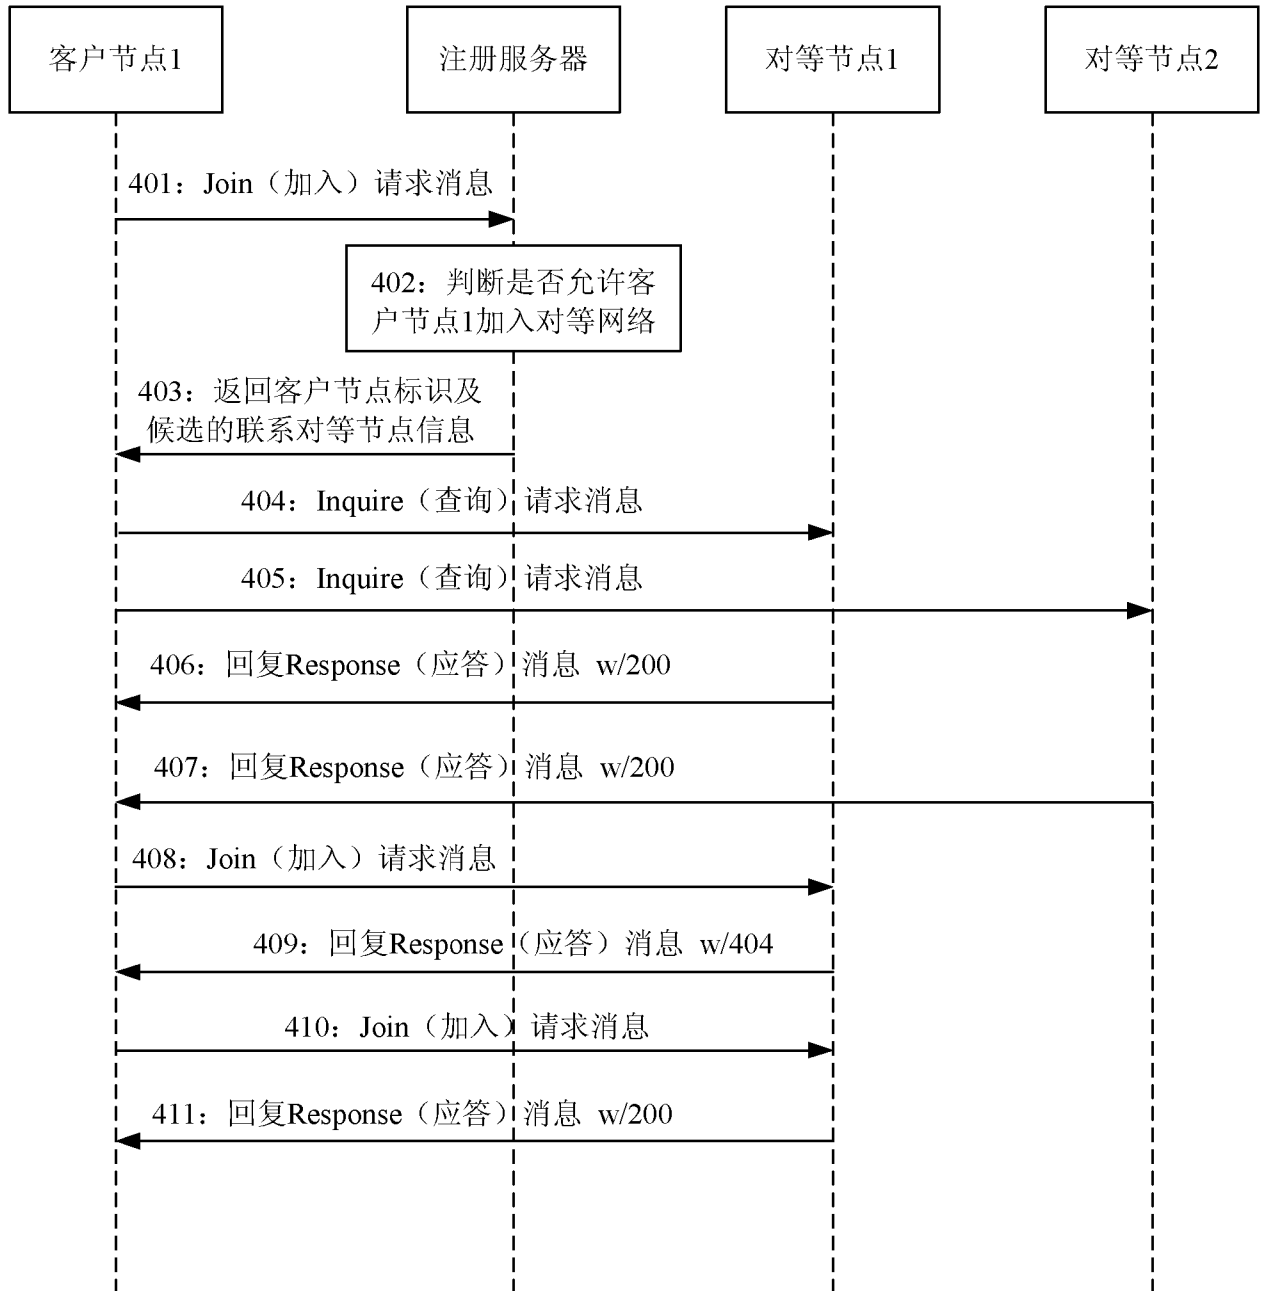 客户节点1
注册服务器
对等节点1
对等节点2
401：Join（加入）请求消息
402：判断是否允许客
户节点1加入对等网络
403：返回客户节点标识及
候选的联系对等节点信息
404：Inquire（查询）请求消息
405：Inquire（查询）请求消息
406：回复Response（应答）消息 w/200
407：回复Response（应答）消息 w/200
408：Join（加入）请求消息
409：回复Response（应答）消息 w/404
410：Join（加入）请求消息
411：回复Response（应答）消息 w/200